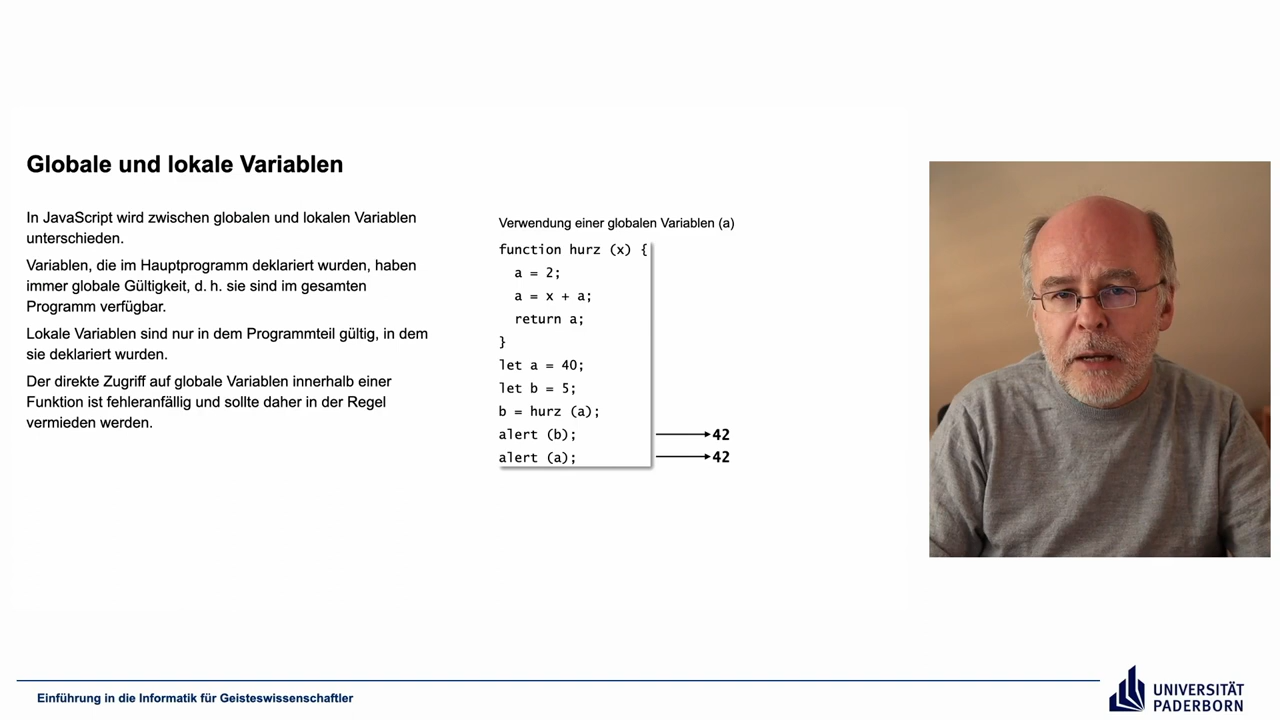 Globale und lokale Variablen
In JavaScript wird zwischen globalen und lokalen Variablen
unterschieden.
Variablen, die im Hauptprogramm deklariert wurden, haben
immer globale Gültigkeit, d. h. sie sind im gesamten
Programm verfügbar.
Lokale Variablen sind nur in dem Programmteil gültig, in dem
sie deklariert wurden.
Der direkte Zugriff auf globale Variablen innerhalb einer
Funktion ist fehleranfällig und sollte daher in der Regel
vermieden werden.
Verwendung einer globalen Variablen (a)
function hurz (x) {
  a = 2;
  a = x + a;
  return a;
}
let a = 40;
let b = 5;
b = hurz (a);
alert (b); 42
alert (a); 42
Einführung in die Informatik für Geisteswissenschaftler
UNIVERSITÄT
PADERBORN